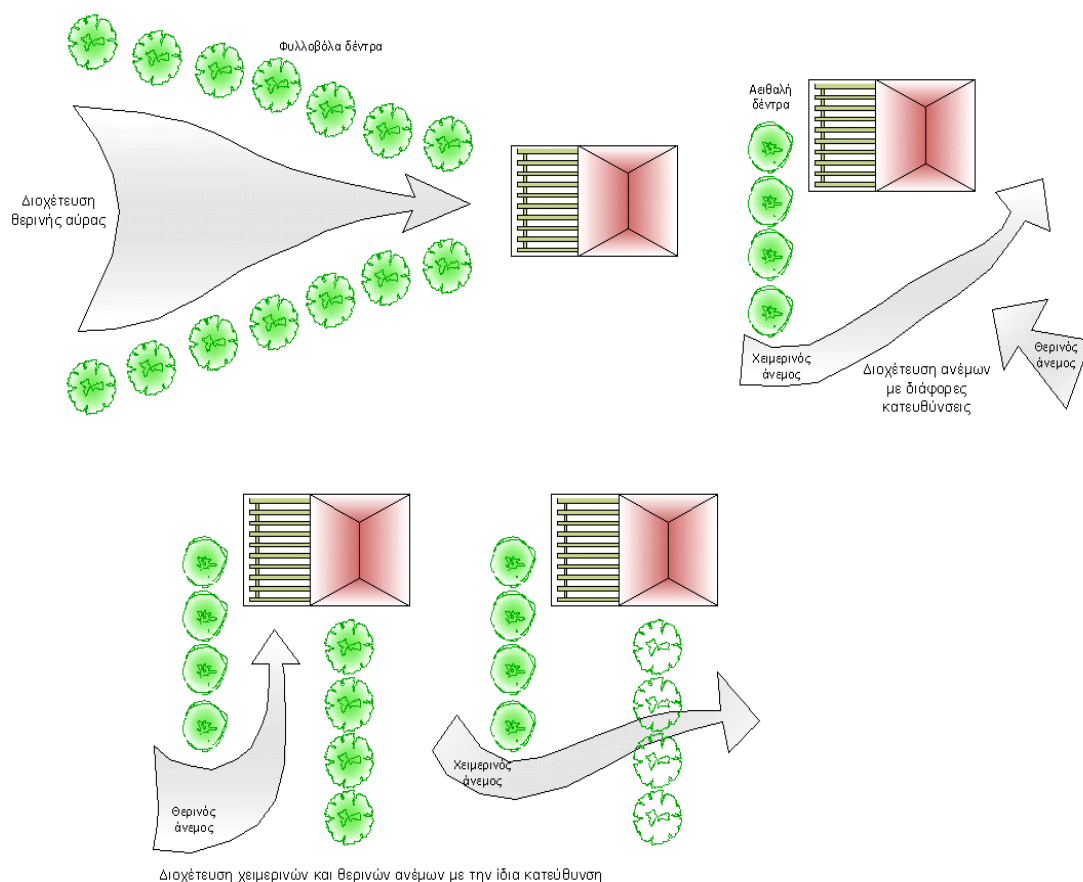 Φυλλοβόλα δέντρα
Διοχέτευση
θερινής αύρας
Αειθαλή
δέντρα
Χειμερινός
άνεμος
Θερινός
άνεμος
Διοχέτευση ανέμων
με διάφορες
κατευθύνσεις
Θερινός
άνεμος
Χειμερινός
άνεμος
Διοχέτευση χειμερινών και θερινών ανέμων με την ίδια κατεύθυνση